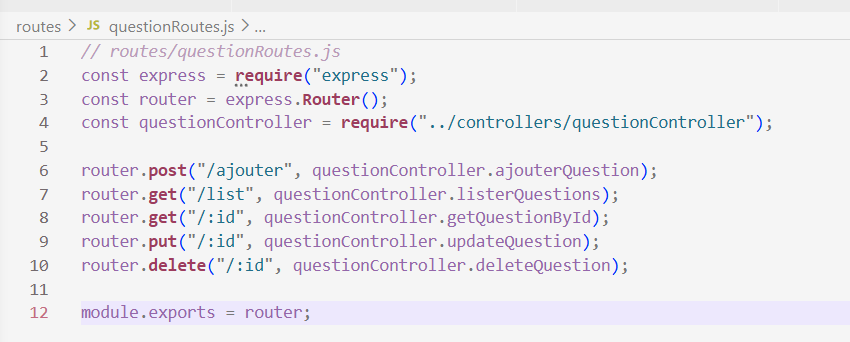 routes > JS questionRoutes.js > ...
1 // routes/questionRoutes.js
2 const express = require("express");
3 const router = express.Router();
4 const questionController = require("../controllers/questionController");
5
6 router.post("/ajouter", questionController.ajouterQuestion);
7 router.get("/list", questionController.listerQuestions);
8 router.get("/:id", questionController.getQuestionById);
9 router.put("/:id", questionController.updateQuestion);
10 router.delete("/:id", questionController.deleteQuestion);
11
12 module.exports = router;